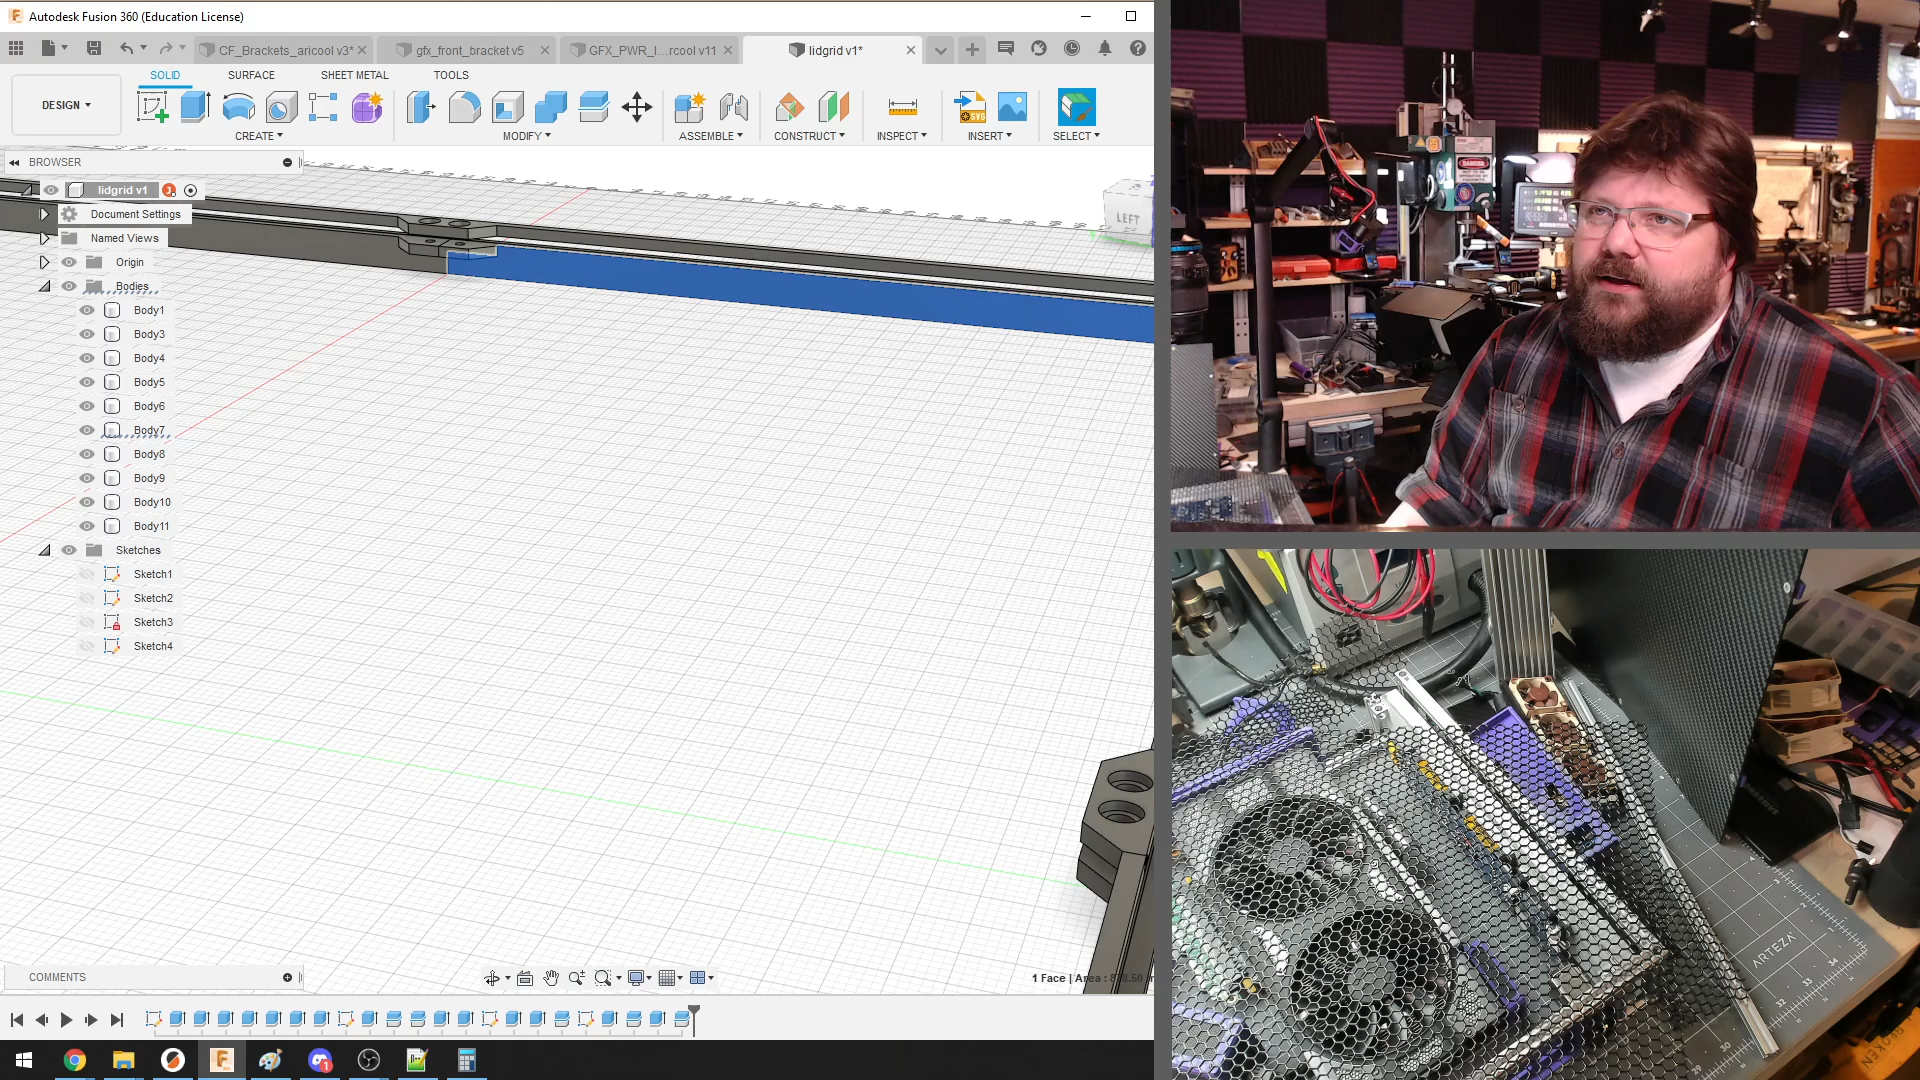 Autodesk Fusion 360 (Education License)
CF_Brackets_aricool v3*
gfx_front_bracket v5
GFX_PWR_I...rcool v11
lidgrid v1*
SOLID
SURFACE
SHEET METAL
TOOLS
DESIGN
CREATE
MODIFY
ASSEMBLE
CONSTRUCT
INSPECT
INSERT
SELECT
BROWSER
lidgrid v1
Document Settings
Named Views
Origin
Bodies
Body1
Body3
Body4
Body5
Body6
Body7
Body8
Body9
Body10
Body11
Sketches
Sketch1
Sketch2
Sketch3
Sketch4
LEFT
COMMENTS
1 Face | Area :
DANGER
ARTEZA